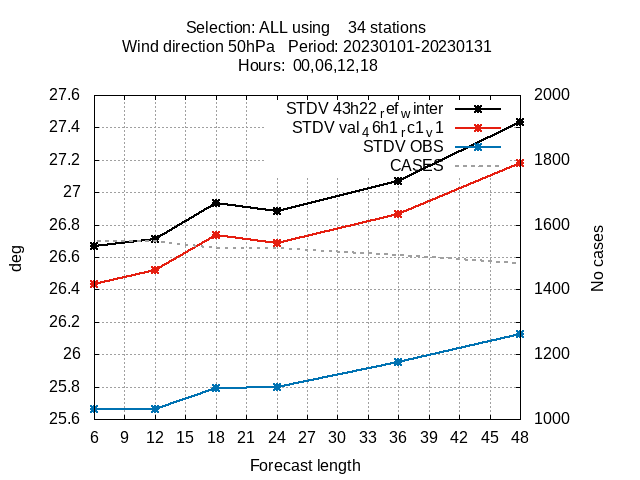 Selection: ALL using 34 stations
Wind direction 50hPa Period: 20230101-20230131
Hours: 00,06,12,18
27.6 2000
STDV 43h22refwinter
27.4
STDV val46h1rc1v1
STDV OBS
27.2 1800
CASES
27
26.8 1600
26.6
deg
No cases
26.4 1400
26.2
26 1200
25.8
25.6 1000
6 9 12 15 18 21 24 27 30 33 36 39 42 45 48
Forecast length